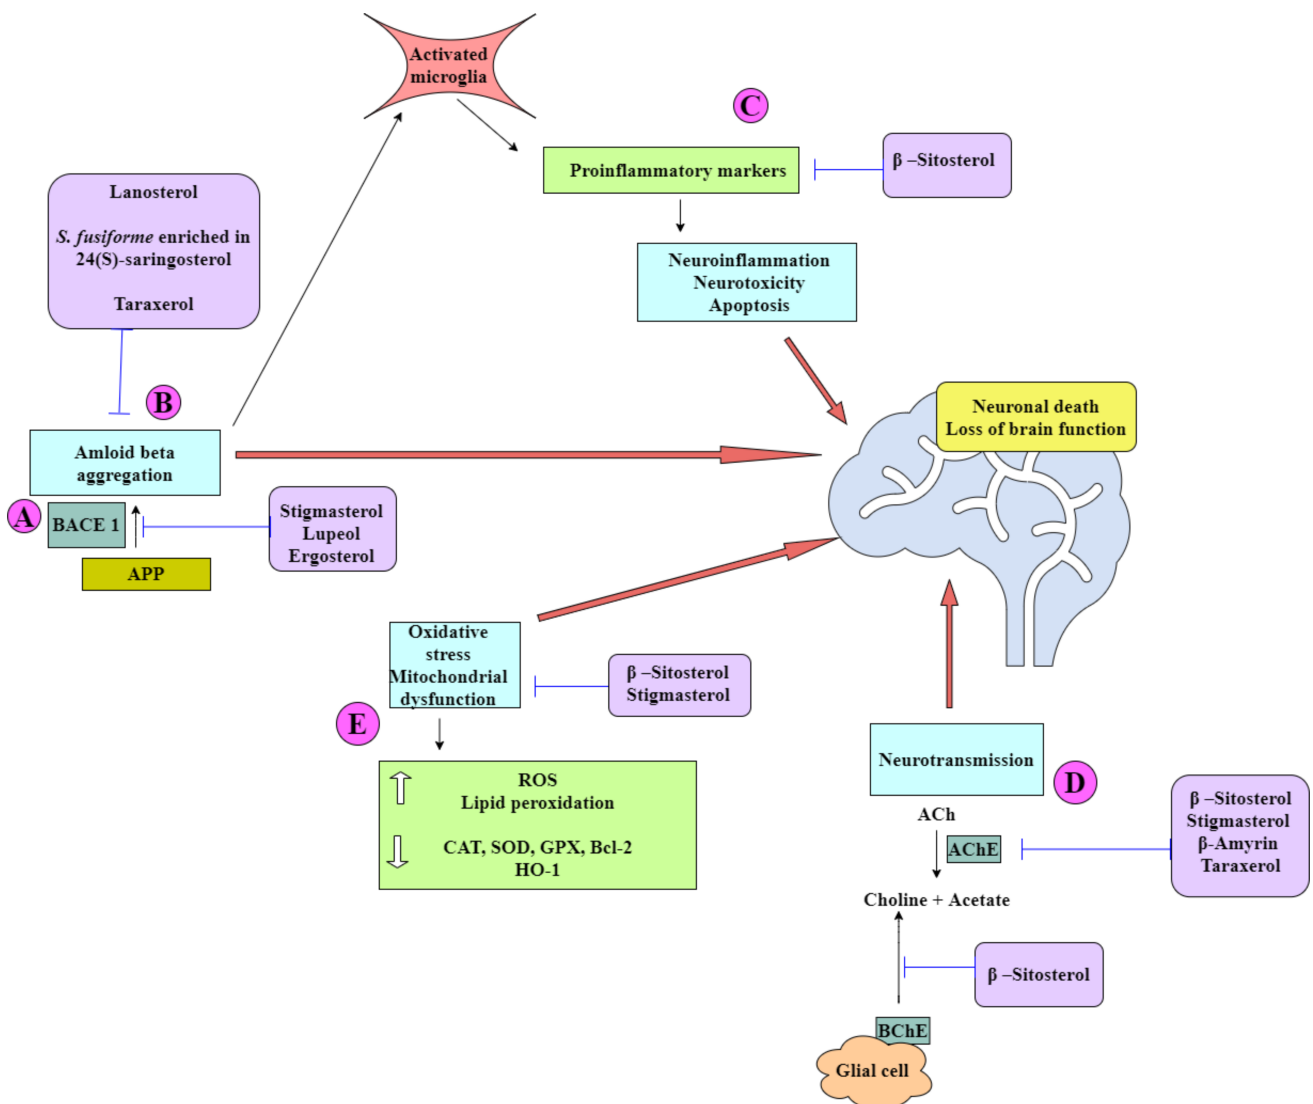 Activated
microglia
C
Proinflammatory markers
β –Sitosterol
Lanosterol
S. fusiforme enriched in
24(S)-saringosterol
Taraxerol
Neuroinflammation
Neurotoxicity
Apoptosis
B
Neuronal death
Loss of brain function
Amloid beta
aggregation
A
BACE 1
Stigmasterol
Lupeol
Ergosterol
APP
Oxidative
stress
Mitochondrial
dysfunction
β –Sitosterol
Stigmasterol
E
ROS
Lipid peroxidation
CAT, SOD, GPX, Bcl-2
HO-1
Neurotransmission
D
ACh
AChE
β –Sitosterol
Stigmasterol
β-Amyrin
Taraxerol
Choline + Acetate
β –Sitosterol
BChE
Glial cell